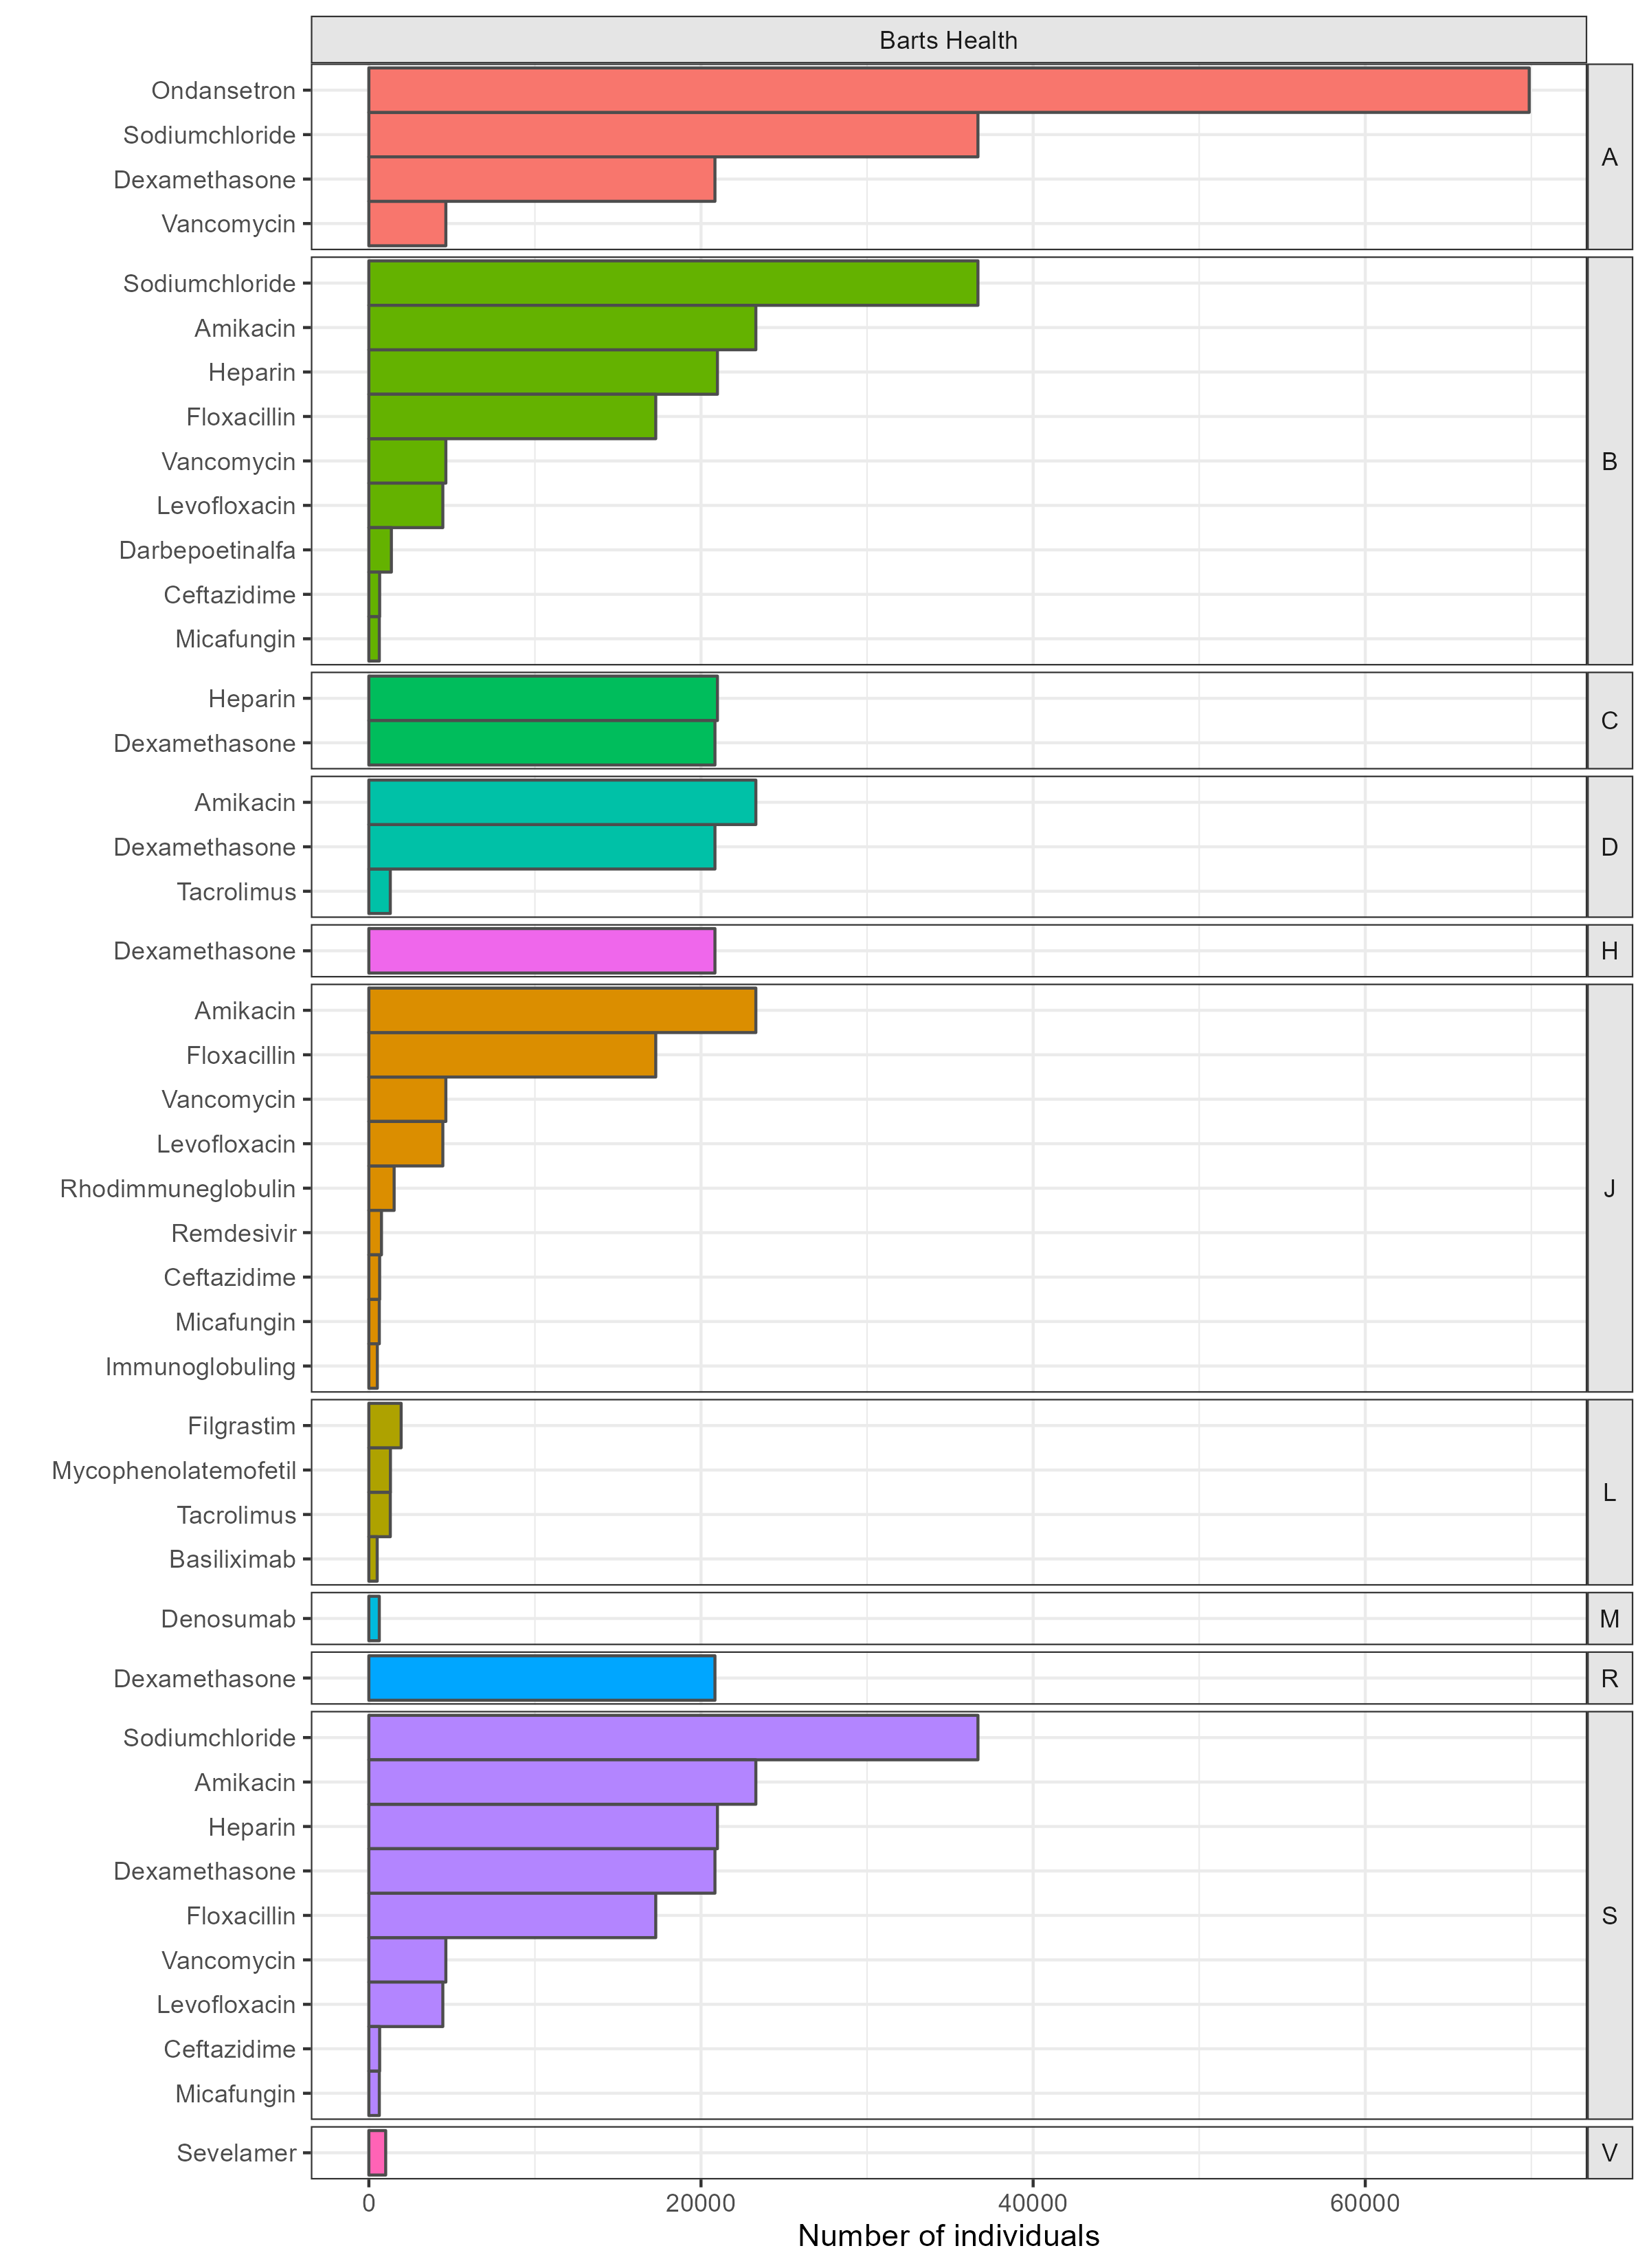 Barts Health
Ondansetron
Sodiumchloride
Dexamethasone
Vancomycin
A
Sodiumchloride
Amikacin
Heparin
Floxacillin
Vancomycin
Levofloxacin
Darbepoetinalfa
Ceftazidime
Micafungin
B
Heparin
Dexamethasone
C
Amikacin
Dexamethasone
Tacrolimus
D
Dexamethasone
H
Amikacin
Floxacillin
Vancomycin
Levofloxacin
Rhodimmuneglobulin
Remdesivir
Ceftazidime
Micafungin
Immunoglobuling
J
Filgrastim
Mycophenolatemofetil
Tacrolimus
Basiliximab
L
Denosumab
M
Dexamethasone
R
Sodiumchloride
Amikacin
Heparin
Dexamethasone
Floxacillin
Vancomycin
Levofloxacin
Ceftazidime
Micafungin
S
Sevelamer
V
0 20000 40000 60000
Number of individuals